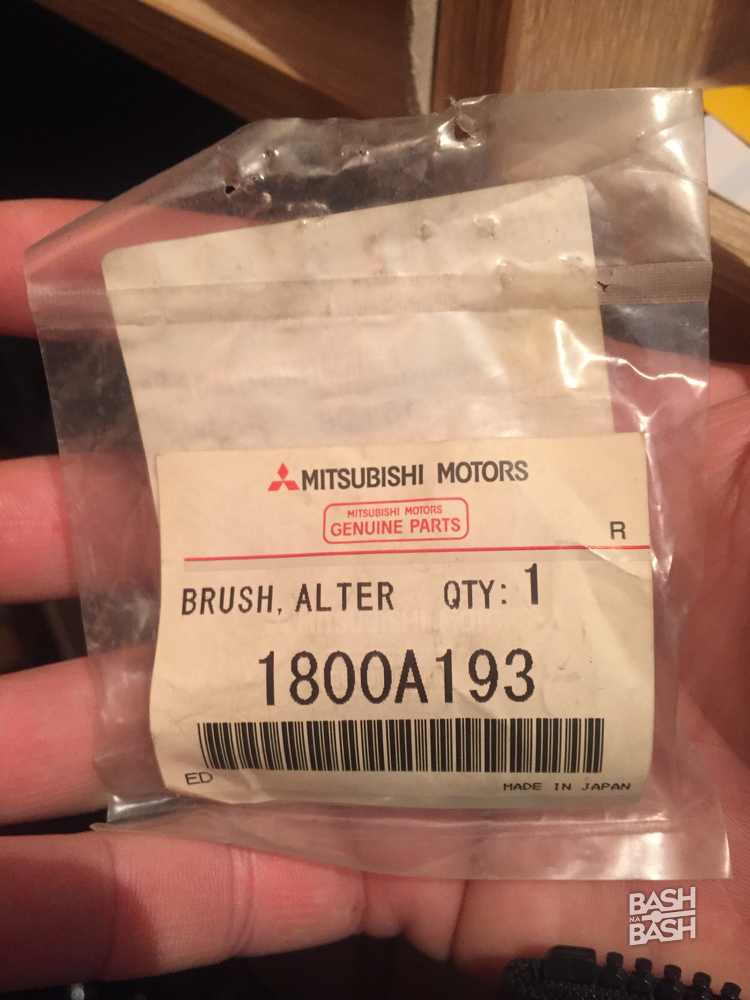 MITSUBISHI MOTORS
MITSUBISHI MOTORS
GENUINE PARTS
R
BRUSH, ALTER QTY: 1
1800A193
ED
MADE IN JAPAN
BASH
NA
BASH